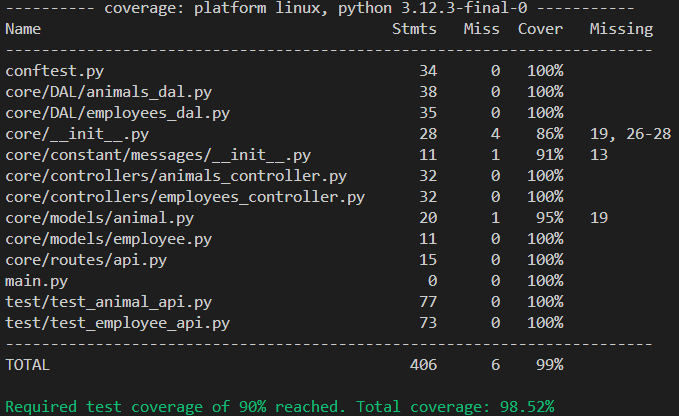 ---------- coverage: platform linux, python 3.12.3-final-0 -----------
Name                                    Stmts   Miss  Cover   Missing
---------------------------------------------------------------------
conftest.py                                34      0   100%
core/DAL/animals_dal.py                    38      0   100%
core/DAL/employees_dal.py                  35      0   100%
core/__init__.py                           28      4    86%   19, 26-28
core/constant/messages/__init__.py         11      1    91%   13
core/controllers/animals_controller.py     32      0   100%
core/controllers/employees_controller.py   32      0   100%
core/models/animal.py                      20      1    95%   19
core/models/employee.py                    11      0   100%
core/routes/api.py                         15      0   100%
main.py                                     0      0   100%
test/test_animal_api.py                    77      0   100%
test/test_employee_api.py                  73      0   100%
---------------------------------------------------------------------
TOTAL                                     406      6    99%
Required test coverage of 90% reached. Total coverage: 98.52%